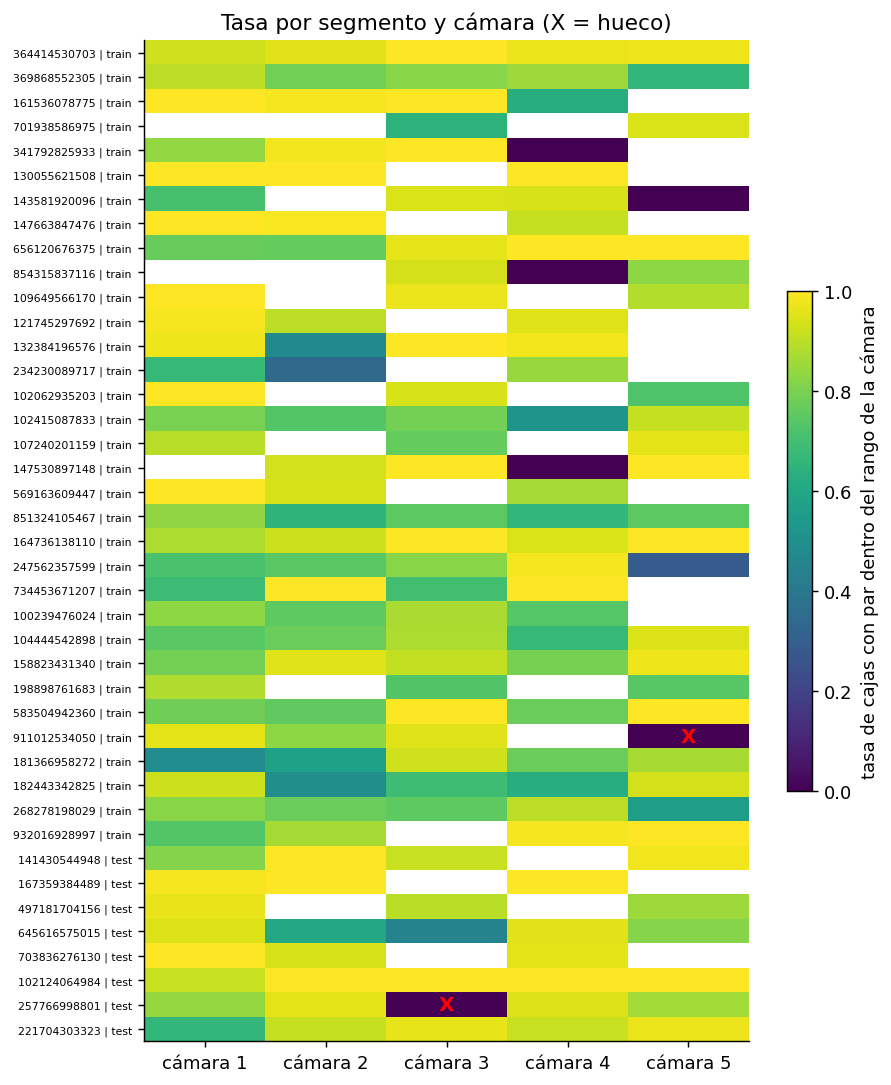 Tasa por segmento y cámara (X = hueco)
364414530703 | train
369868552305 | train
161536078775 | train
701938586975 | train
341792825933 | train
130055621508 | train
143581920096 | train
147663847476 | train
656120676375 | train
854315837116 | train
109649566170 | train
121745297692 | train
132384196576 | train
234230089717 | train
102062935203 | train
102415087833 | train
107240201159 | train
147530897148 | train
569163609447 | train
851324105467 | train
164736138110 | train
247562357599 | train
734453671207 | train
100239476024 | train
104444542898 | train
158823431340 | train
198898761683 | train
583504942360 | train
911012534050 | train
X
181366958272 | train
182443342825 | train
268278198029 | train
932016928997 | train
141430544948 | test
167359384489 | test
497181704156 | test
645616575015 | test
703836276130 | test
102124064984 | test
257766998801 | test
X
221704303323 | test
cámara 1
cámara 2
cámara 3
cámara 4
cámara 5
1.0
0.8
0.6
0.4
0.2
0.0
tasa de cajas con par dentro del rango de la cámara